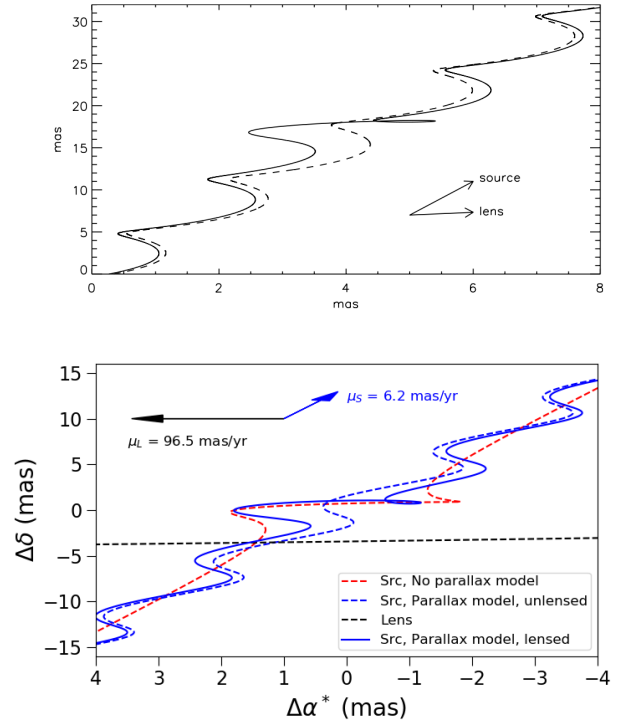 30
25
20
mas
15
10
5
0
source
lens
0 2 4 6 8
mas
15
10
5
0
−5
−10
−15
Δδ (mas)
μS = 6.2 mas/yr
μL = 96.5 mas/yr
Src, No parallax model
Src, Parallax model, unlensed
Lens
Src, Parallax model, lensed
4 3 2 1 0 −1 −2 −3 −4
Δα* (mas)